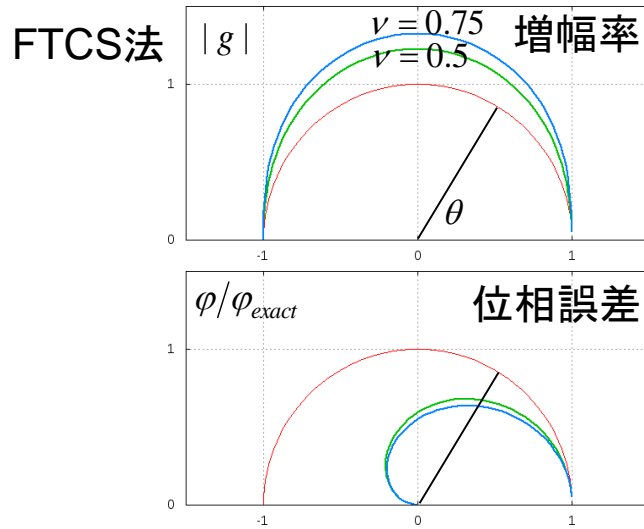 FTCS法
|g|
ν = 0.75
ν = 0.5
増幅率
1
θ
0
-1 0 1
φ/φexact
位相誤差
1
0
-1 0 1